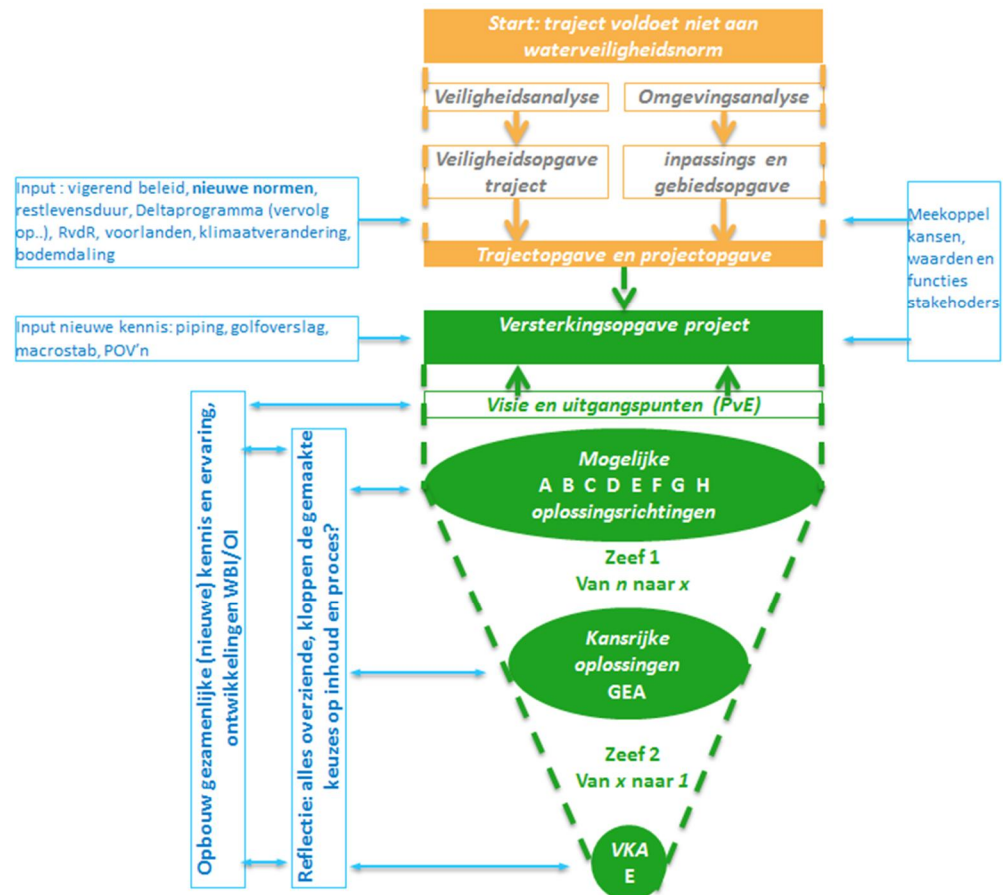 Start: traject voldoet niet aan
waterveiligheidsnorm
Veiligheidsanalyse
Omgevingsanalyse
Veiligheidsopgave
traject
inpassings en
gebiedsopgave
Input : vigerend beleid, nieuwe normen,
restlevensduur, Deltaprogramma (vervolg
op..), RvdR, voorlanden, klimaatverandering,
bodemdaling
Meekoppel
kansen,
waarden en
functies
stakehoders
Trajectopgave en projectopgave
Input nieuwe kennis: piping, golfoverslag,
macrostab, POV'n
Versterkingsopgave project
Visie en uitgangspunten (PvE)
Opbouw gezamenlijke (nieuwe) kennis en ervaring,
ontwikkelingen WBI/OI
Reflectie: alles overziende, kloppen de gemaakte
keuzes op inhoud en proces?
Mogelijke
A B C D E F G H
oplossingsrichtingen
Zeef 1
Van n naar x
Kansrijke
oplossingen
GEA
Zeef 2
Van x naar 1
VKA
E